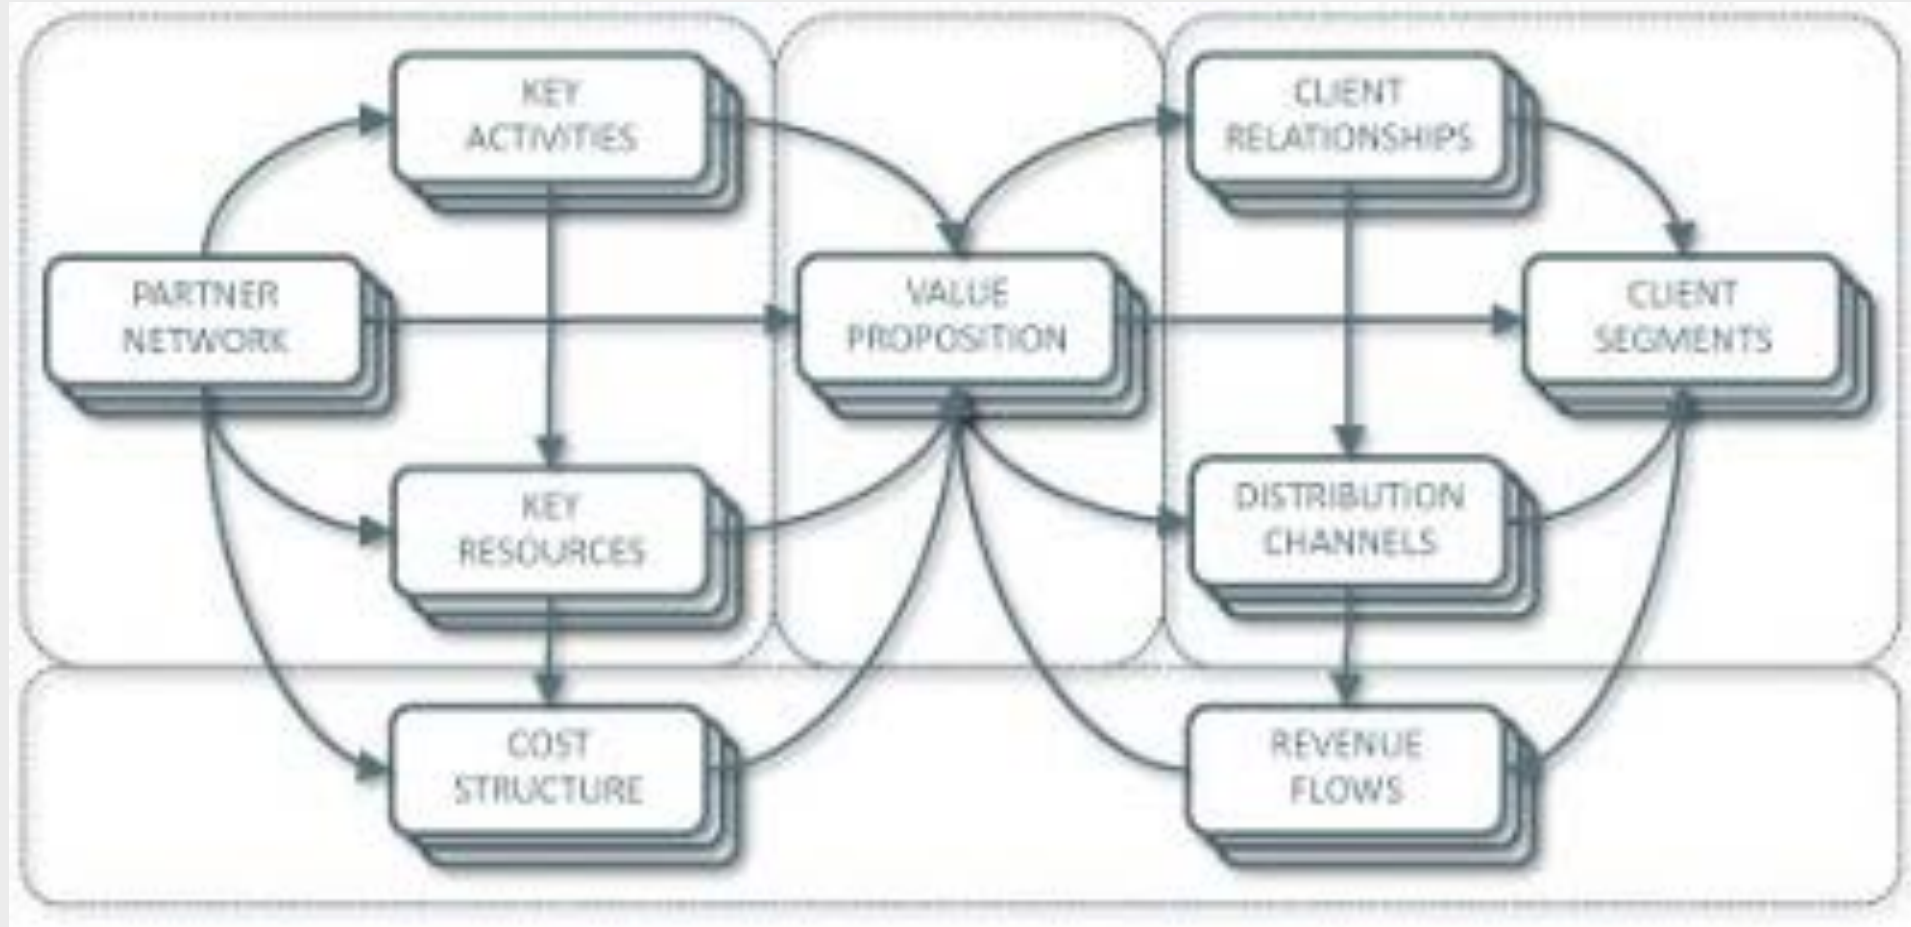 KEY
ACTIVITIES
CLIENT
RELATIONSHIPS
PARTNER
NETWORK
VALUE
PROPOSITION
CLIENT
SEGMENTS
KEY
RESOURCES
DISTRIBUTION
CHANNELS
COST
STRUCTURE
REVENUE
FLOWS